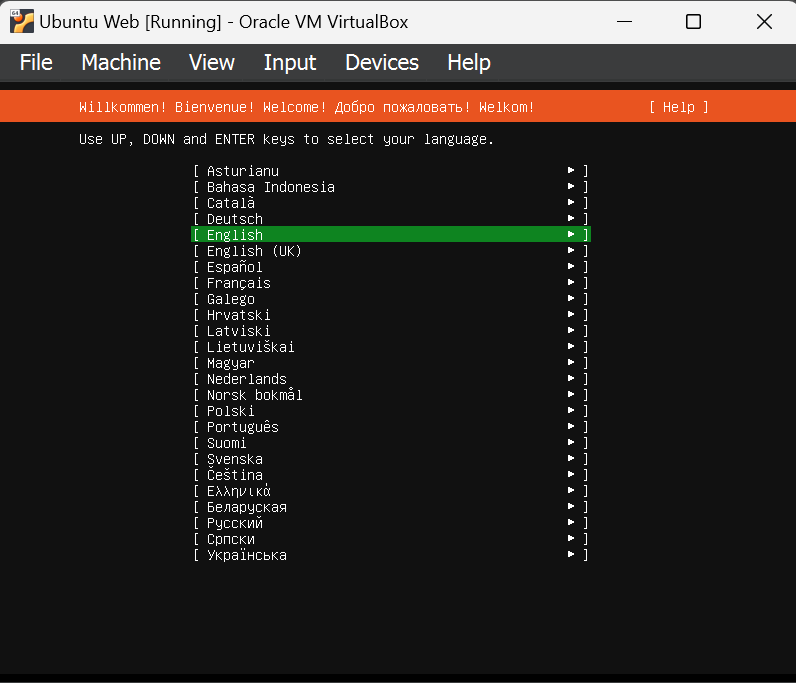 Ubuntu Web [Running] - Oracle VM VirtualBox
File Machine View Input Devices Help
Willkommen! Bienvenue! Welcome! Добро пожаловать! Welkom! [ Help ]
Use UP, DOWN and ENTER keys to select your language.
[ Asturianu ▸ ]
[ Bahasa Indonesia ▸ ]
[ Català ▸ ]
[ Deutsch ▸ ]
[ English ▸ ]
[ English (UK) ▸ ]
[ Español ▸ ]
[ Français ▸ ]
[ Galego ▸ ]
[ Hrvatski ▸ ]
[ Latviski ▸ ]
[ Lietuviškai ▸ ]
[ Magyar ▸ ]
[ Nederlands ▸ ]
[ Norsk bokmål ▸ ]
[ Polski ▸ ]
[ Português ▸ ]
[ Suomi ▸ ]
[ Svenska ▸ ]
[ Čeština ▸ ]
[ Ελληνικά ▸ ]
[ Беларуская ▸ ]
[ Русский ▸ ]
[ Српски ▸ ]
[ Українська ▸ ]